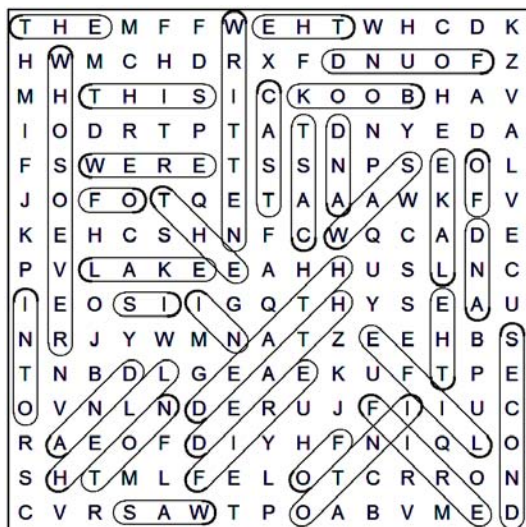 T H E M F F W E H T W H C D K
H W M C H D R X F D N U O F Z
M H T H I S I C K O O B H A V
I O D R T P T A T D N Y E D A
F S W E R E T S S N P S E O L
J O F O T Q E T A A A W K F V
K E H C S H N F C W Q C A D E
P V L A K E E A H H U S L N C
I E O S I I G Q T H Y S E A U
N R J Y W M N A T Z E E H B S
T N B D L G E A E K U F T P E
O V N L N D E R U J F I I U C
R A E O F D I Y H F N I Q L O
S H T M L F E L O T C R R O N
C V R S A W T P O A B V M E D